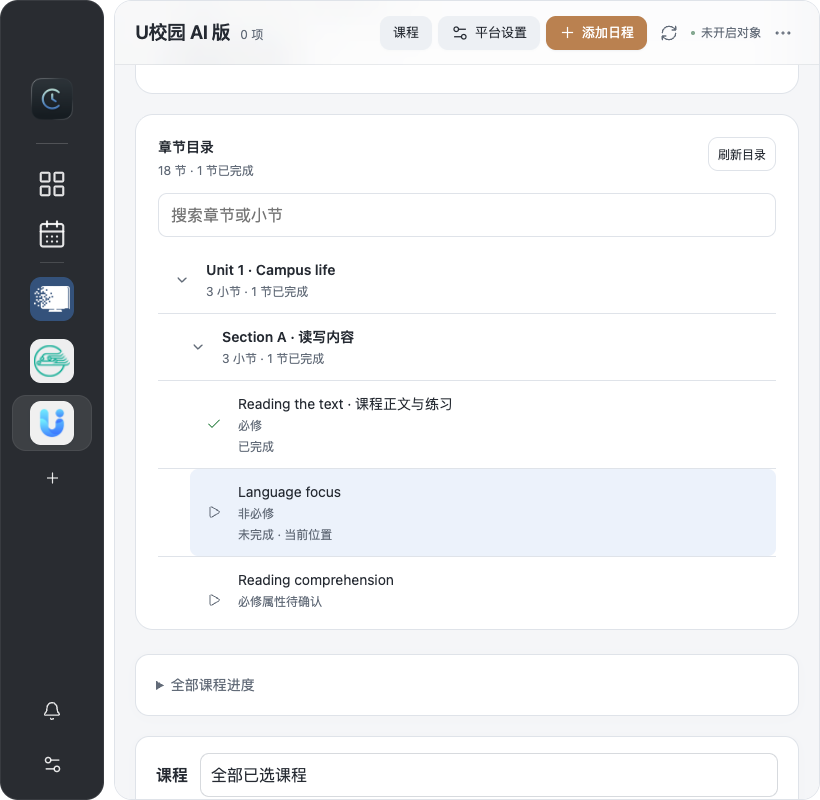 U校园 AI 版 0 项 课程 平台设置 添加日程 未开启对象
章节目录
刷新目录
18 节 · 1 节已完成
搜索章节或小节
Unit 1 · Campus life
3 小节 · 1 节已完成
Section A · 读写内容
3 小节 · 1 节已完成
Reading the text · 课程正文与练习
必修
已完成
Language focus
非必修
未完成 · 当前位置
Reading comprehension
必修属性待确认
全部课程进度
课程 全部已选课程